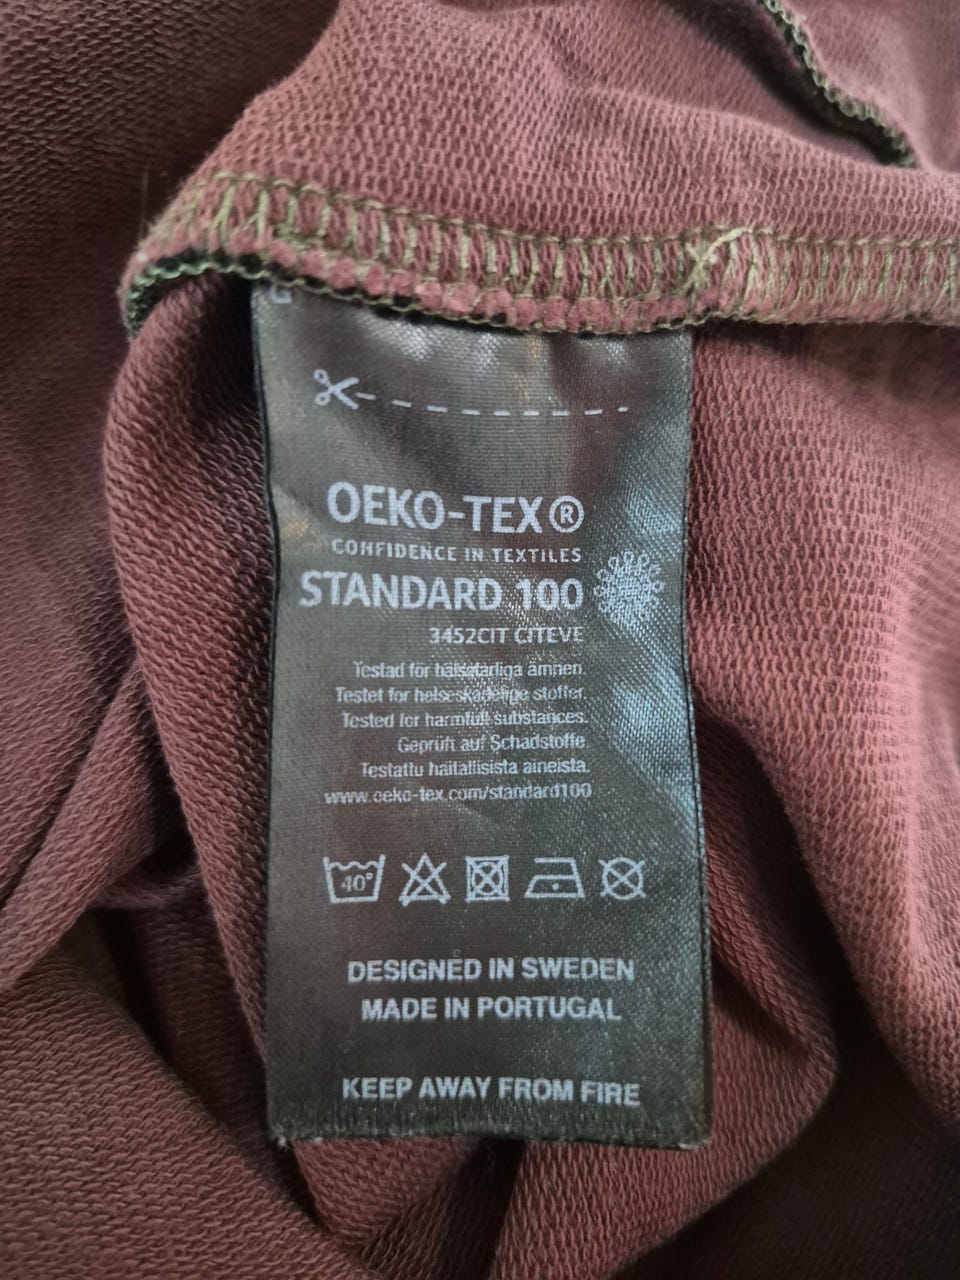 G
OEKO-TEX®
CONFIDENCE IN TEXTILES
STANDARD 100
3452CIT CITEVE
Testad för hälsofarliga ämnen.
Testet for helseskadelige stoffer.
Tested for harmfull substances.
Geprüft auf Schadstoffe.
Testattu haitallisista aineista.
www.oeko-tex.com/standard100
40°
DESIGNED IN SWEDEN
MADE IN PORTUGAL
KEEP AWAY FROM FIRE